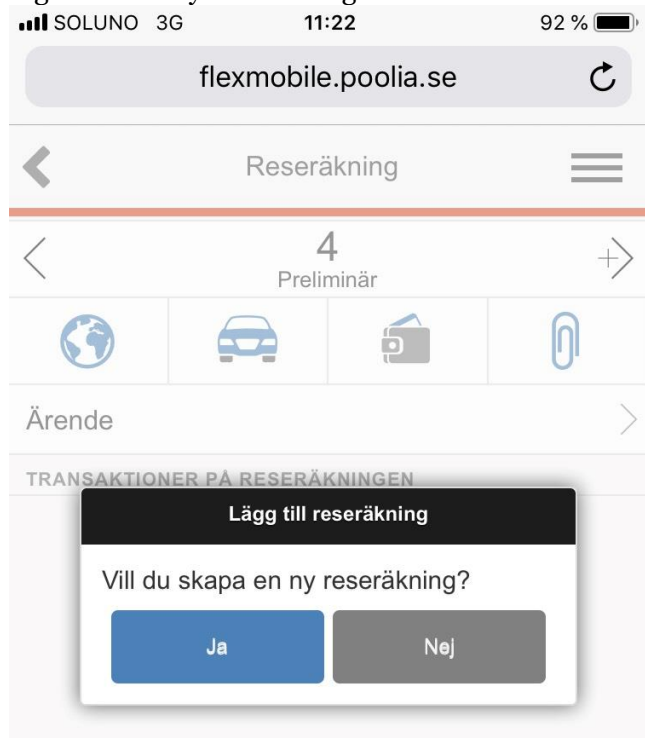 SOLUNO 3G 11:22 92 %
flexmobile.poolia.se
Reseräkning
4
Preliminär
Ärende
TRANSAKTIONER PÅ RESERÄKNINGEN
Lägg till reseräkning
Vill du skapa en ny reseräkning?
Ja Nej